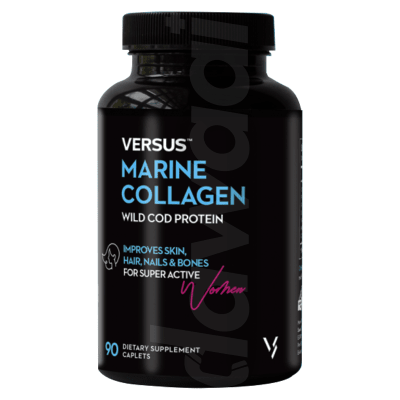 VERSUS™
MARINE
COLLAGEN
WILD COD PROTEIN
IMPROVES SKIN,
HAIR, NAILS & BONES
FOR SUPER ACTIVE
Women
90 DIETARY SUPPLEMENT
CAPLETS